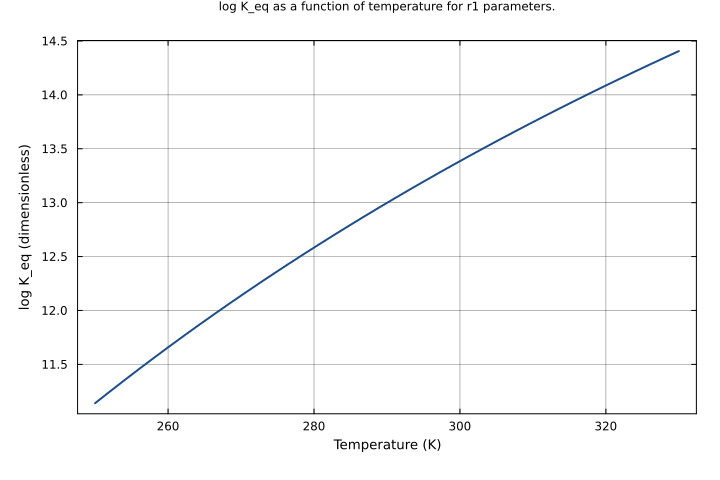 log K_eq as a function of temperature for r1 parameters.
14.5
14.0
13.5
13.0
12.5
12.0
11.5
log K_eq (dimensionless)
260 280 300 320
Temperature (K)